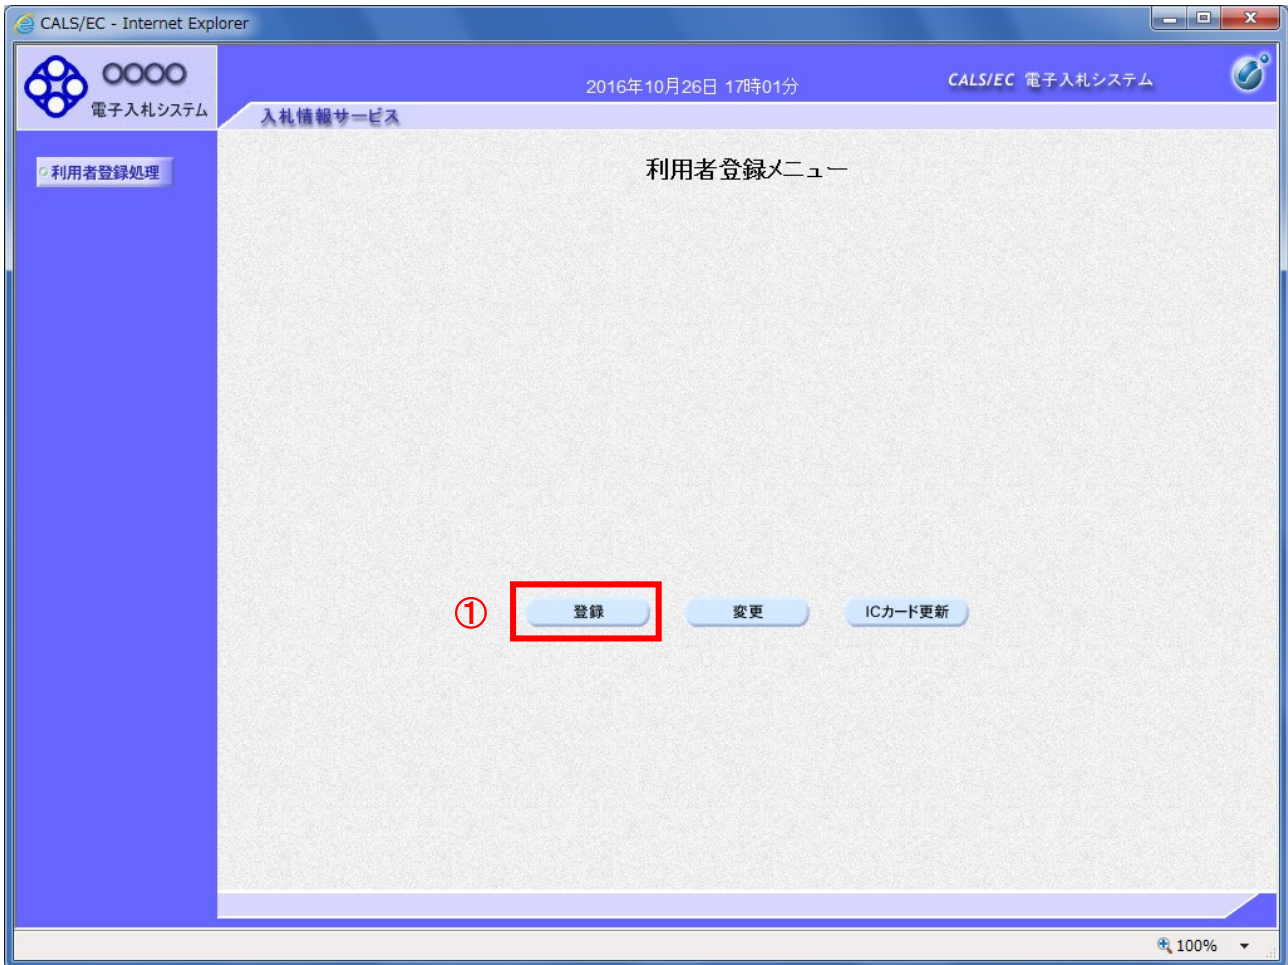 CALS/EC - Internet Explorer
〇〇〇〇
電子入札システム
2016年10月26日 17時01分
CALS/EC 電子入札システム
入札情報サービス
利用者登録処理
利用者登録メニュー
①
登録
変更
ICカード更新
100%